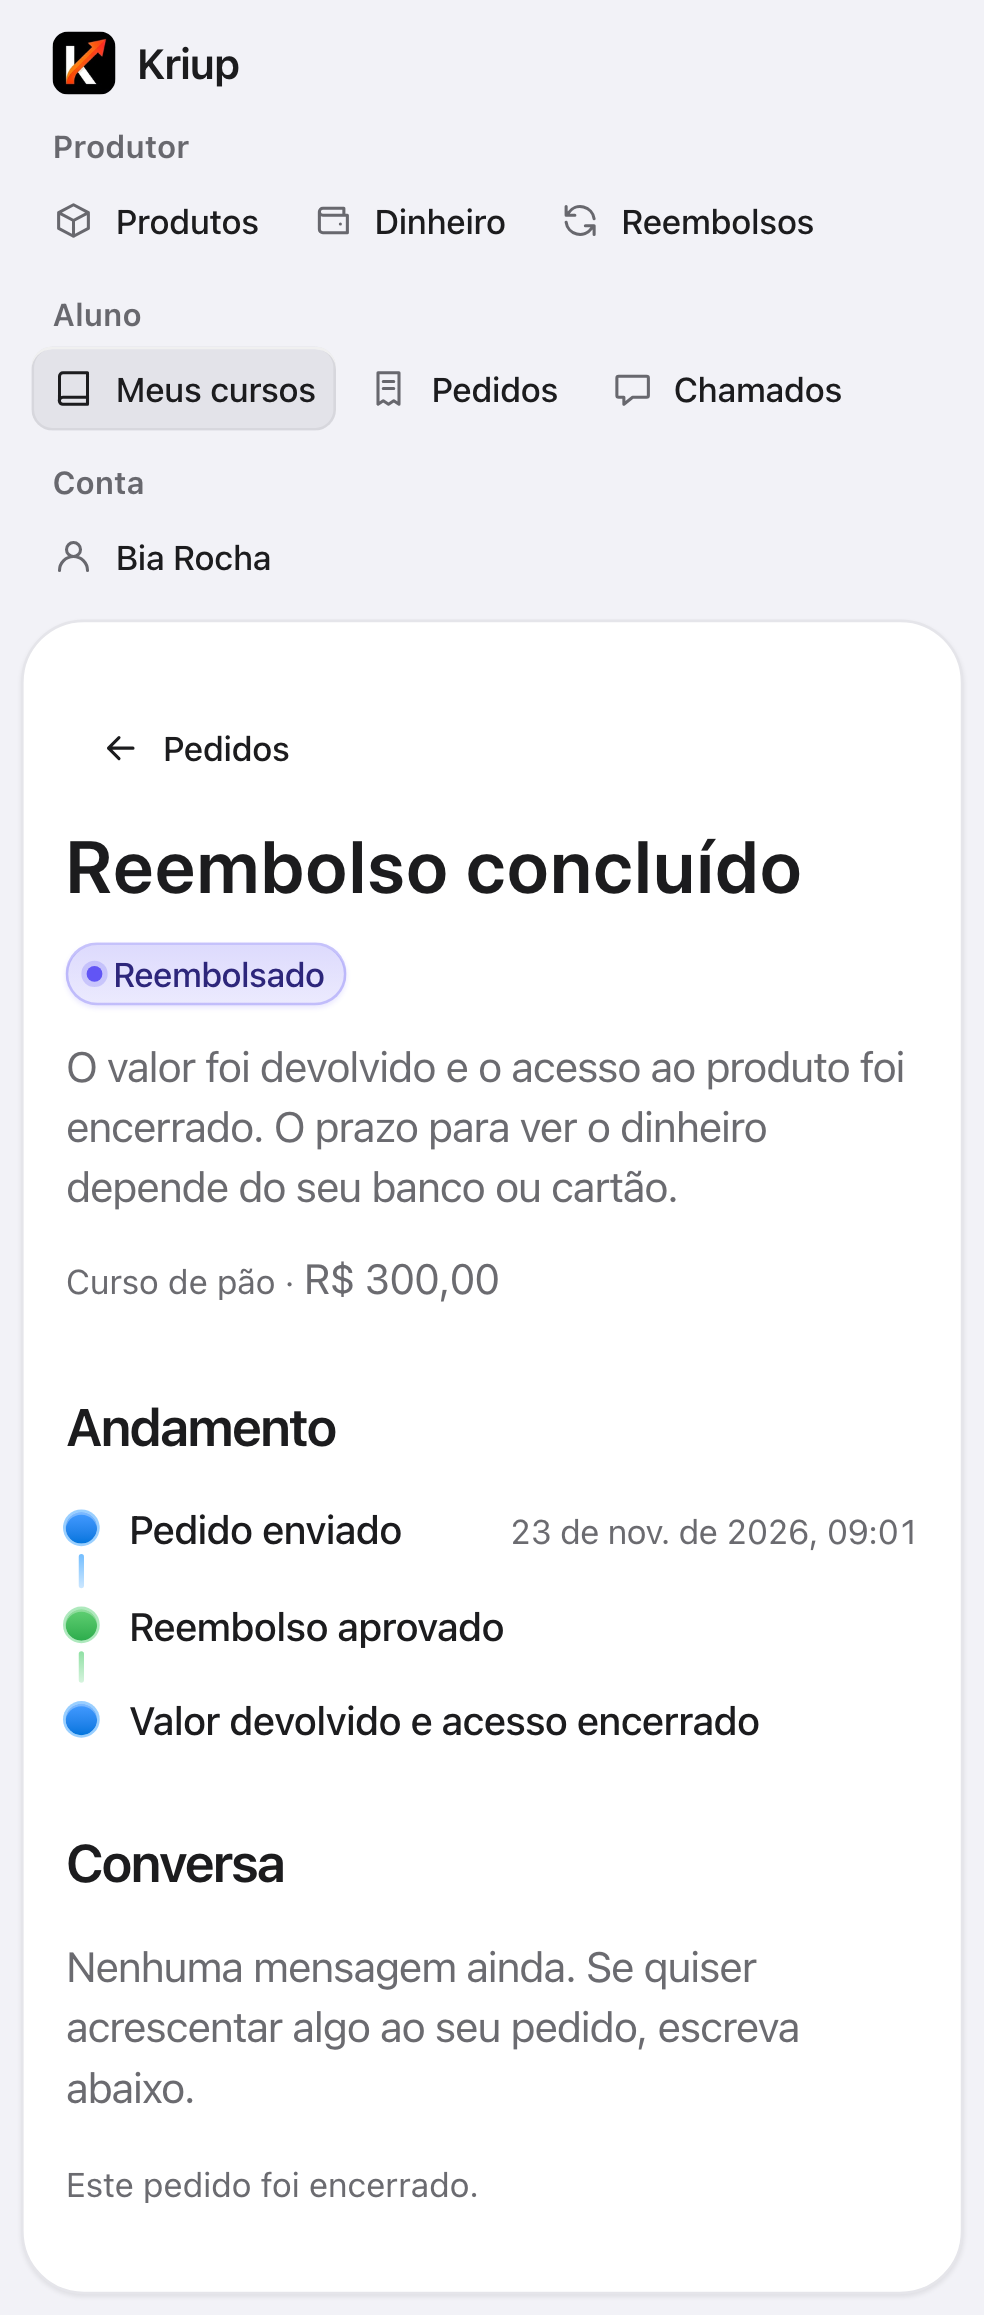 Kriup
Produtor
Produtos Dinheiro Reembolsos
Aluno
Meus cursos Pedidos Chamados
Conta
Bia Rocha
Pedidos
Reembolso concluído
Reembolsado
O valor foi devolvido e o acesso ao produto foi
encerrado. O prazo para ver o dinheiro
depende do seu banco ou cartão.
Curso de pão · R$ 300,00
Andamento
Pedido enviado 23 de nov. de 2026, 09:01
Reembolso aprovado
Valor devolvido e acesso encerrado
Conversa
Nenhuma mensagem ainda. Se quiser
acrescentar algo ao seu pedido, escreva
abaixo.
Este pedido foi encerrado.